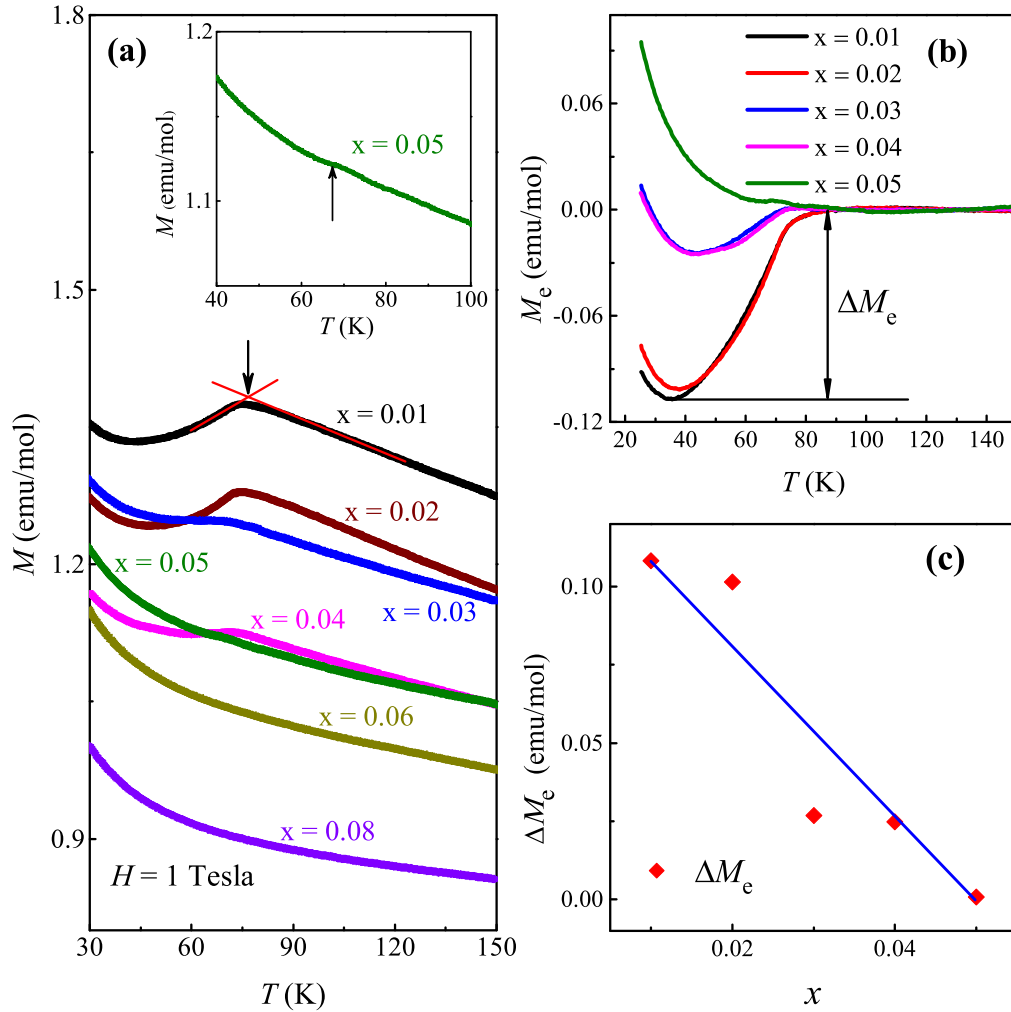 (a)
1.8
1.5
1.2
0.9
M (emu/mol)
30
60
90
120
150
T (K)
1.2
1.11
M (emu/mol)
40
60
80
100
T (K)
x = 0.05
x = 0.01
x = 0.02
x = 0.05
x = 0.03
x = 0.04
x = 0.06
x = 0.08
H = 1 Tesla
(b)
x = 0.01
x = 0.02
x = 0.03
x = 0.04
x = 0.05
0.06
0.00
-0.06
-0.12
Me (emu/mol)
ΔMe
20
40
60
80
100
120
140
T (K)
(c)
0.10
0.05
0.00
ΔMe (emu/mol)
ΔMe
0.02
0.04
x